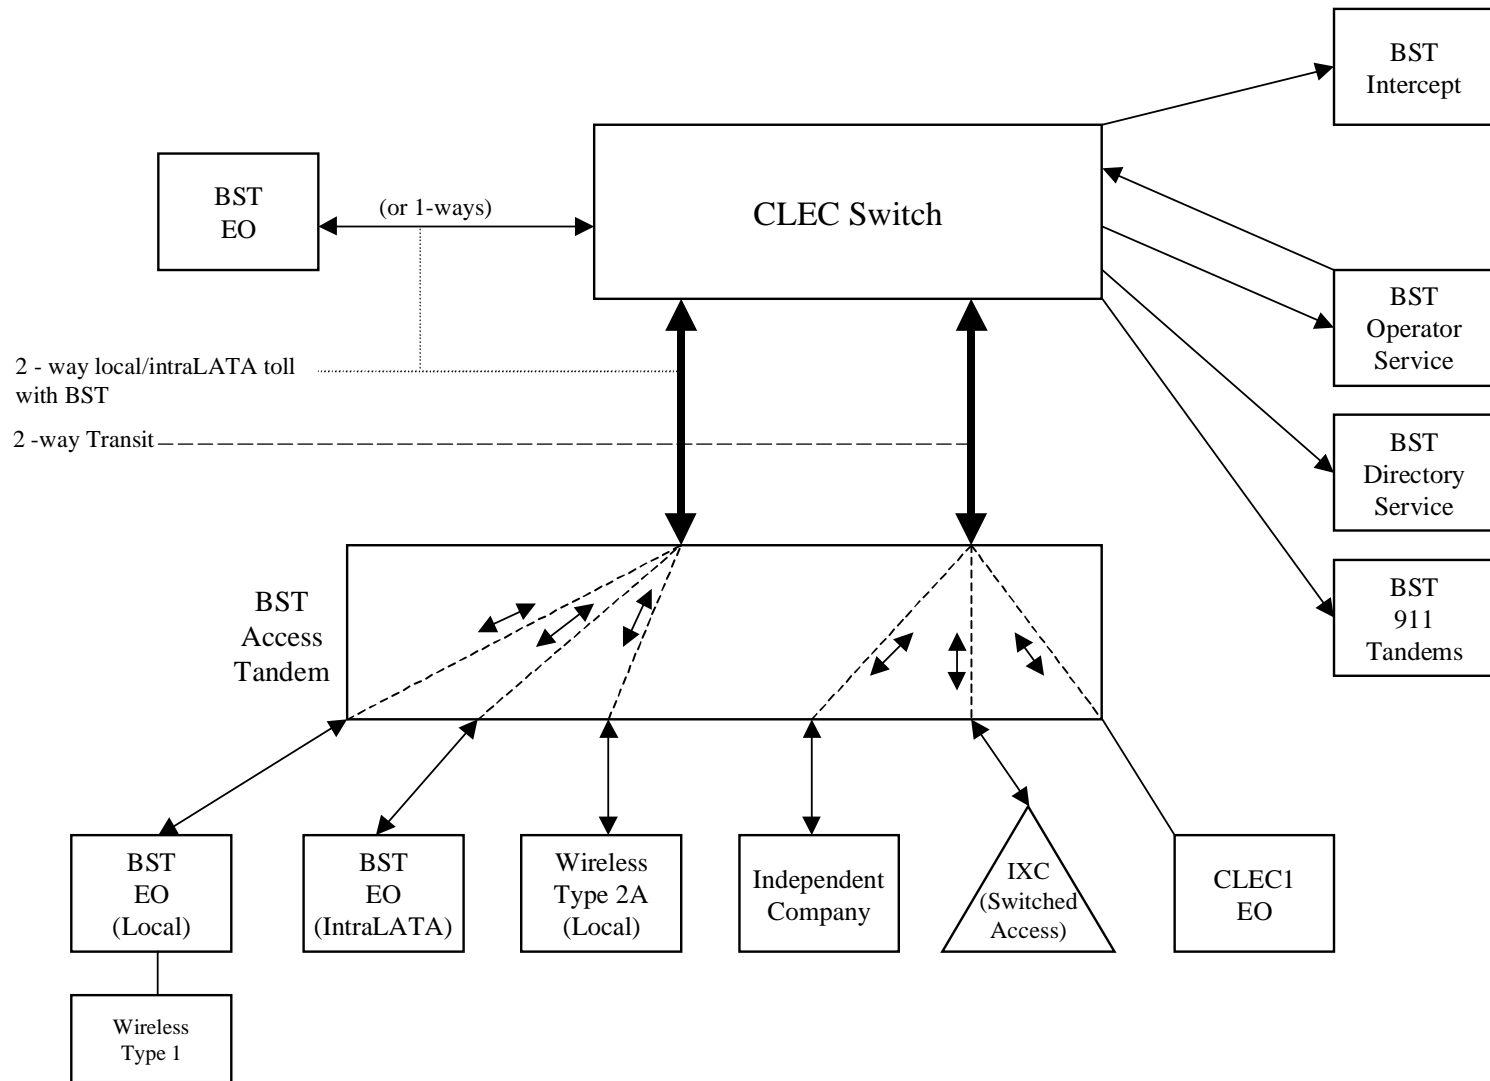 BST
Intercept
BST
EO
(or 1-ways)
CLEC Switch
BST
Operator
Service
2 - way local/intraLATA toll
with BST
2 -way Transit
BST
Directory
Service
BST
911
Tandems
BST
Access
Tandem
BST
EO
(Local)
BST
EO
(IntraLATA)
Wireless
Type 2A
(Local)
Independent
Company
IXC
(Switched
Access)
CLEC1
EO
Wireless
Type 1